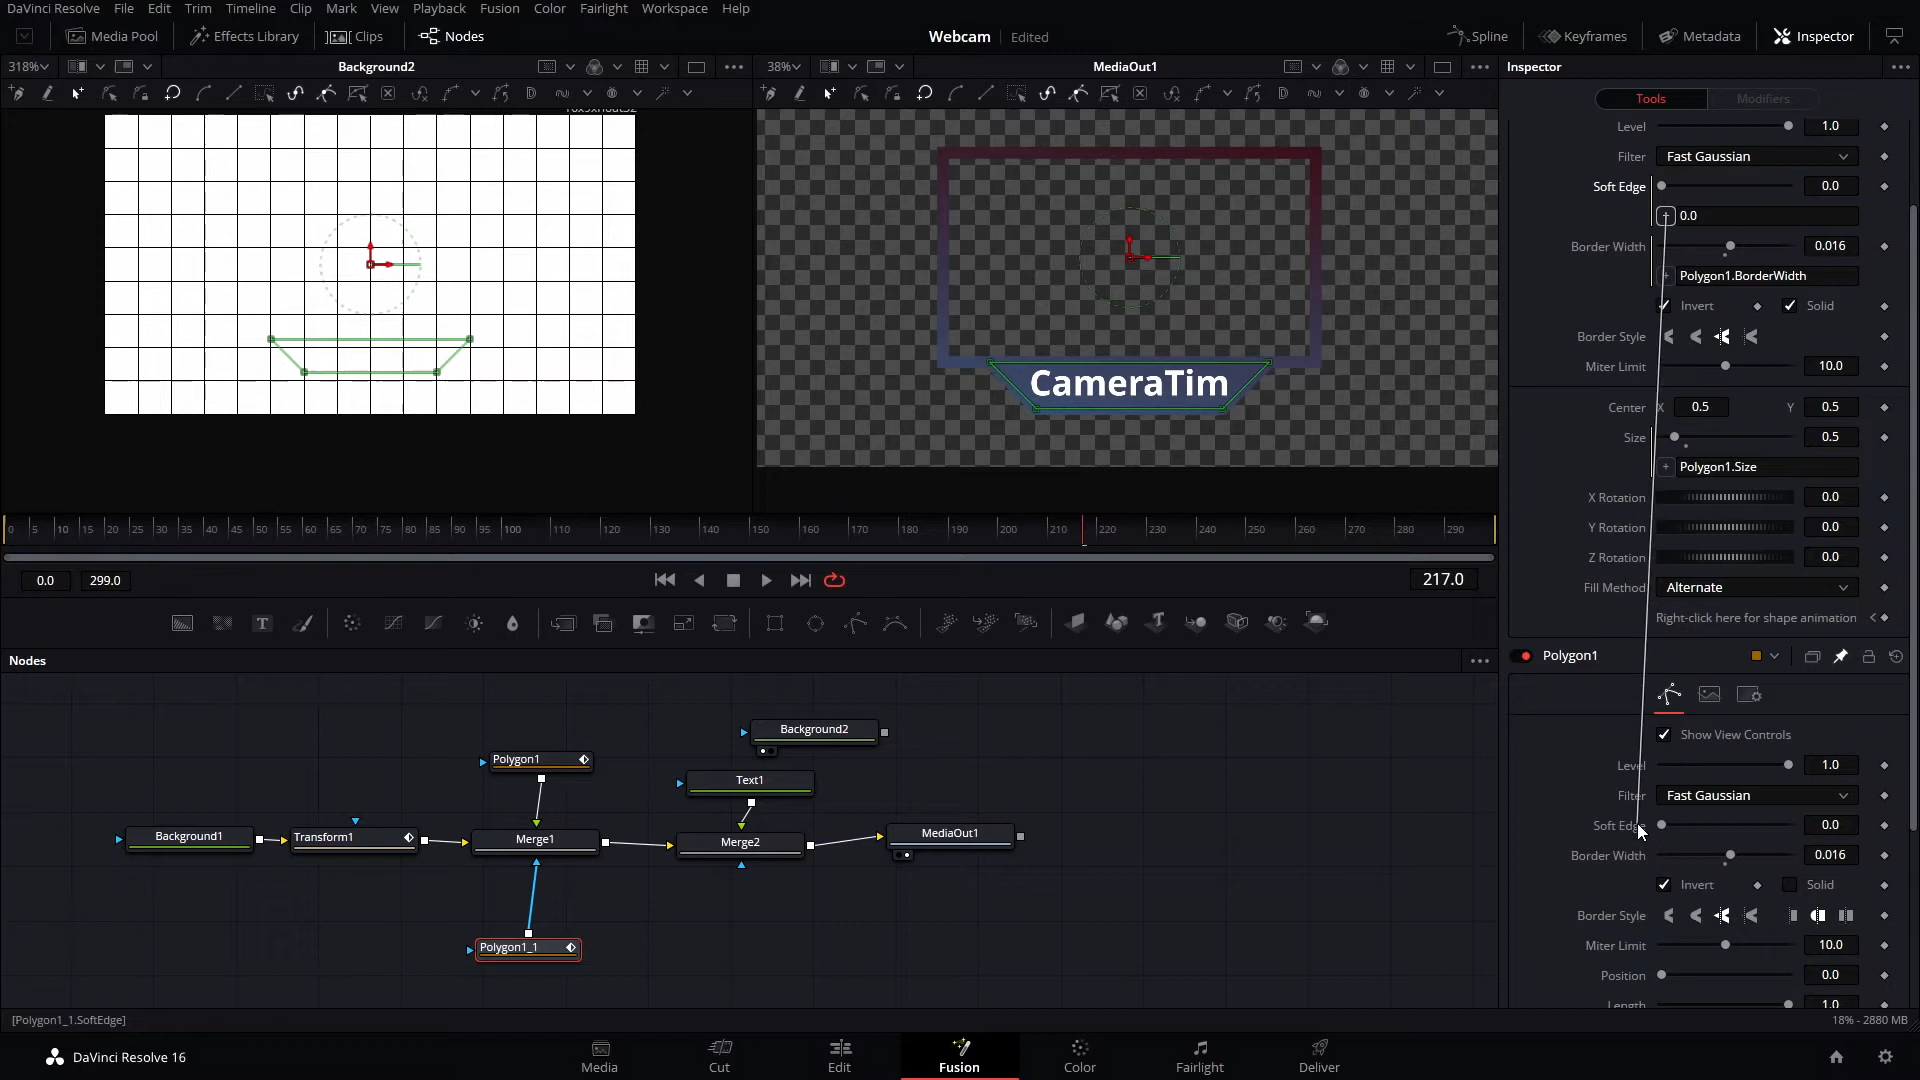 DaVinci Resolve File Edit Trim Timeline Clip Mark View Playback Fusion Color Fairlight Workspace Help
Media Pool Effects Library Clips Nodes Webcam Edited Spline Keyframes Metadata Inspector
318% Background2 38% MediaOut1 Inspector
Tools Modifiers
Level 1.0
Filter Fast Gaussian
Soft Edge 0.0
0.0
Border Width 0.016
Polygon1.BorderWidth
Invert Solid
Border Style
Miter Limit 10.0
CameraTim
Center X 0.5 Y 0.5
Size 0.5
Polygon1.Size
X Rotation 0.0
Y Rotation 0.0
Z Rotation 0.0
Fill Method Alternate
Right-click here for shape animation
0 5 10 15 20 25 30 35 40 45 50 55 60 65 70 75 80 85 90 95 100 110 120 130 140 150 160 170 180 190 200 210 220 230 240 250 260 270 280 290
0.0 299.0 217.0
Nodes
Polygon1
Show View Controls
Level 1.0
Filter Fast Gaussian
Soft Edge 0.0
Border Width 0.016
Invert Solid
Border Style
Miter Limit 10.0
Position 0.0
Length 1.0
Background2
Polygon1
Text1
Background1
Transform1
Merge1
Merge2
MediaOut1
Polygon1_1
[Polygon1_1.SoftEdge] 18% - 2880 MB
DaVinci Resolve 16 Media Cut Edit Fusion Color Fairlight Deliver